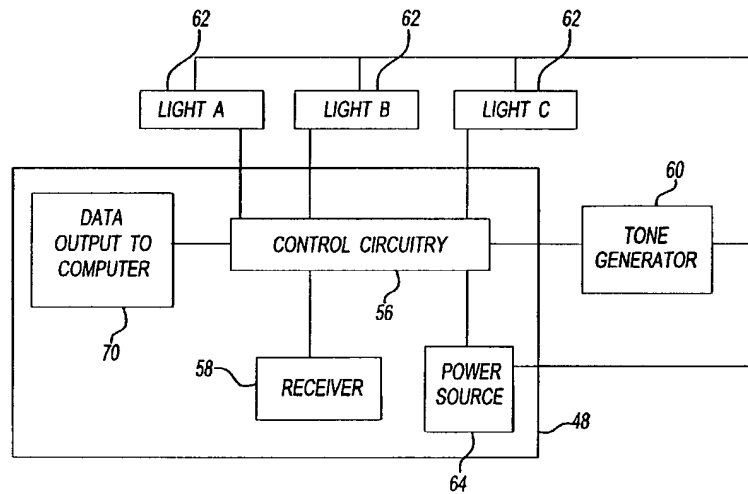 62
62
62
LIGHT A
LIGHT B
LIGHT C
60
DATA
OUTPUT TO
COMPUTER
CONTROL CIRCUITRY
TONE
GENERATOR
56
70
58
RECEIVER
POWER
SOURCE
48
64